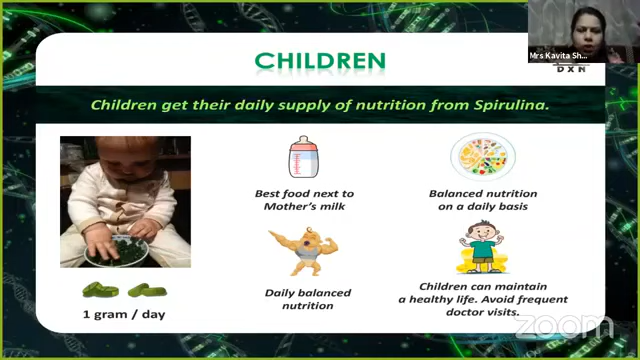 Mrs Kavita Sh...
CHILDREN
DXN
Children get their daily supply of nutrition from Spirulina.
Best food next to
Mother's milk
Balanced nutrition
on a daily basis
1 gram / day
Daily balanced
nutrition
Children can maintain
a healthy life. Avoid frequent
doctor visits.
zoom